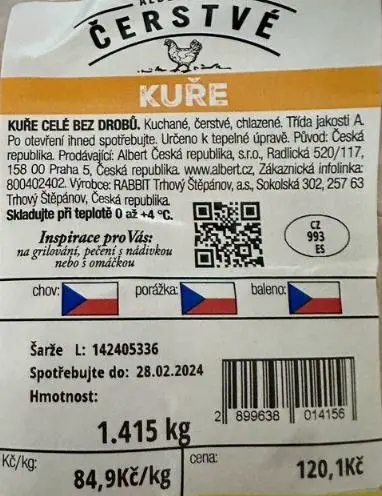 ČERSTVÉ
KUŘE
KUŘE CELÉ BEZ DROBŮ. Kuchané, čerstvé, chlazené. Třída jakosti A.
Po otevření ihned spotřebujte. Určeno k tepelné úpravě. Původ: Česká
republika. Prodávající: Albert Česká republika, s.r.o., Radlická 520/117,
158 00 Praha 5, Česká republika. www.albert.cz, Zákaznická infolinka:
800402402. Výrobce: RABBIT Trhový Štěpánov, a.s., Sokolská 302, 257 63
Trhový Štěpánov, Česká republika
Skladujte při teplotě 0 až +4 °C.
Inspirace pro Vás:
na grilování, pečení s nádivkou
nebo s omáčkou
CZ
993
ES
chov:
porážka:
baleno:
Šarže L: 142405336
Spotřebujte do: 28.02.2024
Hmotnost:
1.415 kg
2 899638 014156
Kč/kg:
84,9Kč/kg
cena:
120,1Kč